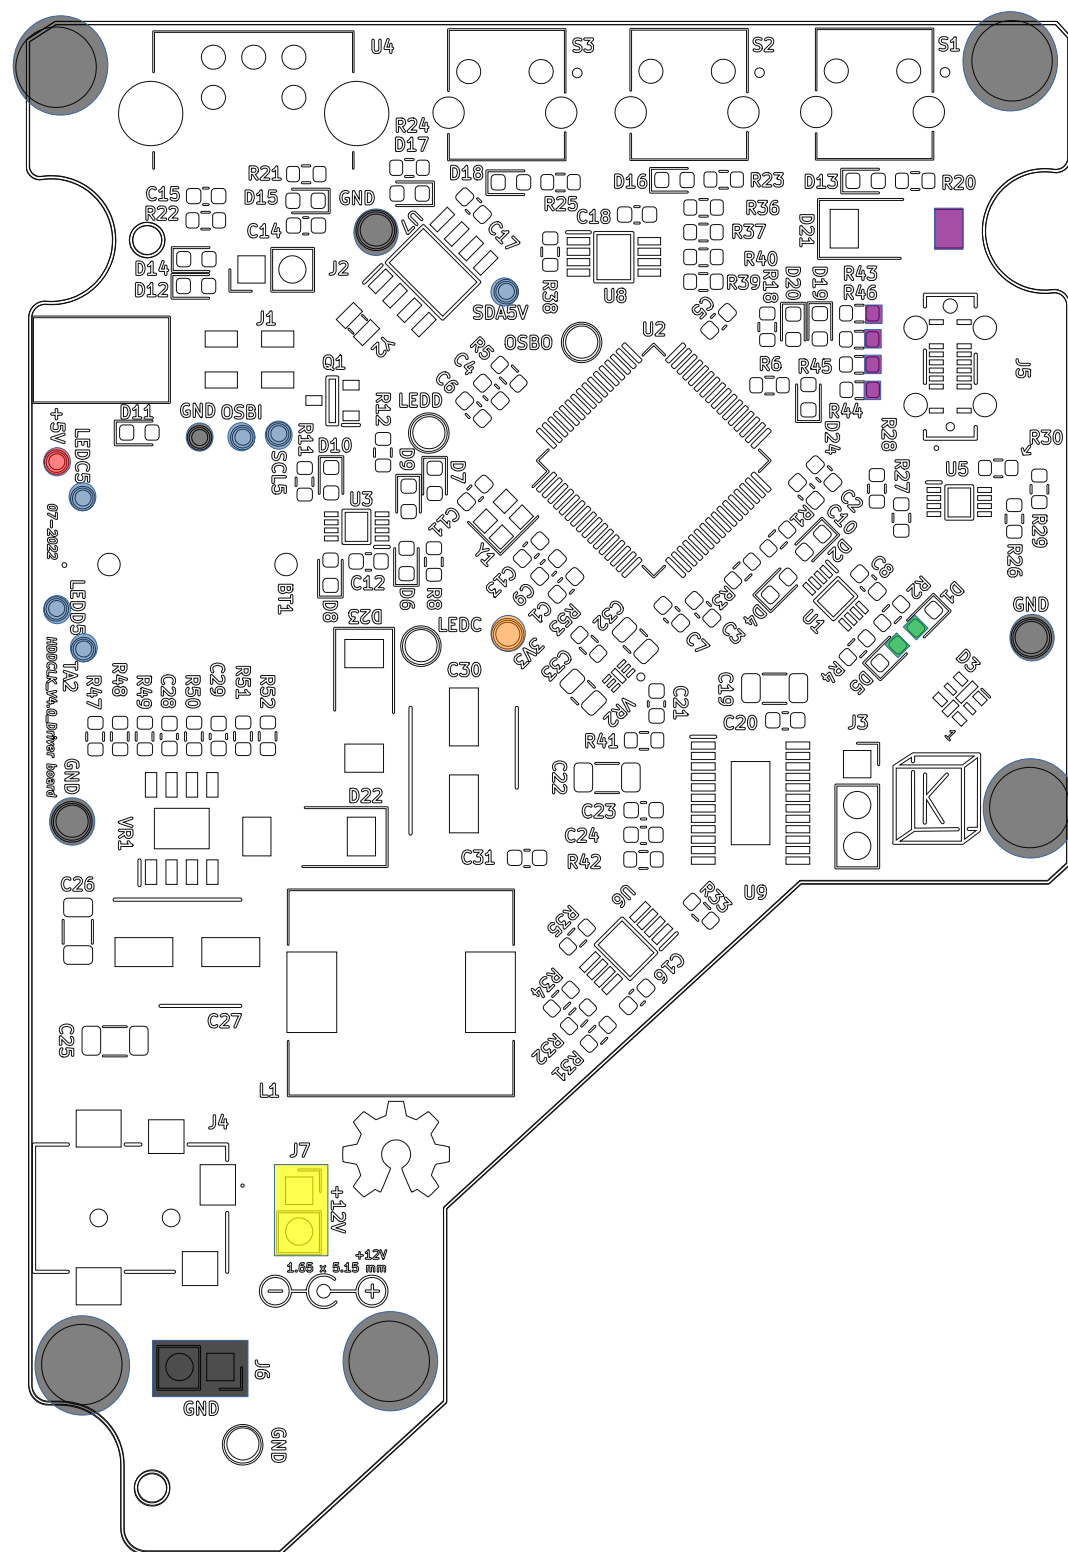 U4
S3
S2
S1
R24
D17
R21
D18
D16
R23
D13
R20
C15
D15
GND
R25
R22
C14
L5
C17
C18
R36
R37
D21
D14
J2
R38
U8
R40
R39
D12
SDA5V
C5
R18
D20
D19
R43
R46
J1
Y2
OSBO
U2
J5
Q1
R5
C4
C6
R6
R45
D11
GND
OSBI
R12
LEDD
R44
+5V
LEDC5
SCL5
R11
D10
D9
D7
D24
R28
R30
R27
U5
07-2022
U3
C11
C2
C10
R1
D2
R29
R26
Y1
C12
C13
C9
C8
BT1
D8
D6
R8
C1
R3
D4
U1
R2
D1
LEDD5
D23
LEDC
3V3
R53
C32
C7
C3
R4
D5
GND
TA2
HDDCLK_V4.0_Driver board
R47
R48
R49
C28
R50
C29
R51
R52
C30
C33
VR2
C21
C19
C20
D3
1
J3
GND
R41
C22
K
VR1
D22
C23
C24
C31
R42
C26
U6
R33
U9
R35
C16
R34
C27
C25
R32
R31
L1
J4
J7
+12V
+12V
1.65 x 5.15 mm
− +
J6
GND
GND